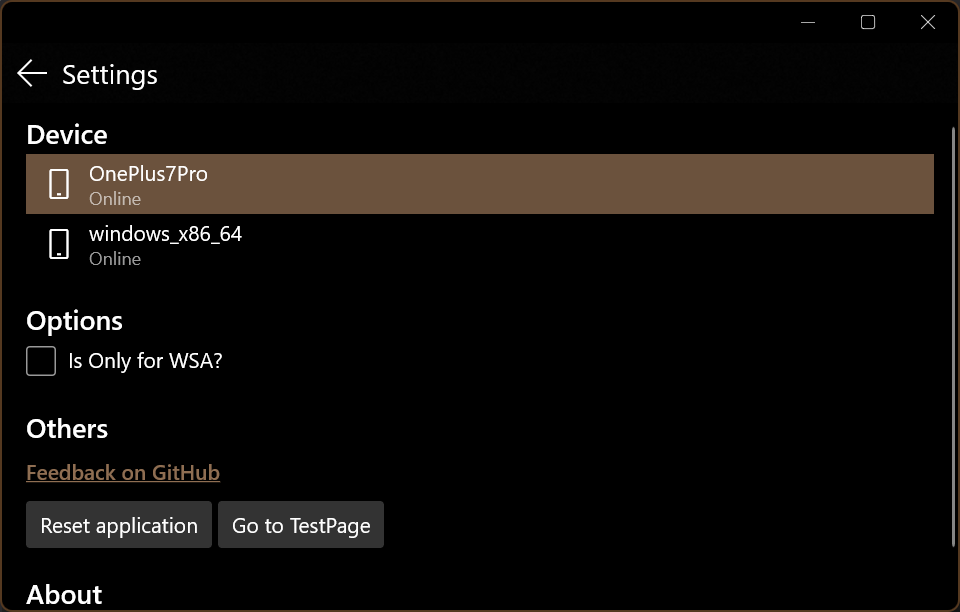 Settings
Device
OnePlus7Pro
Online
windows_x86_64
Online
Options
Is Only for WSA?
Others
Feedback on GitHub
Reset application
Go to TestPage
About